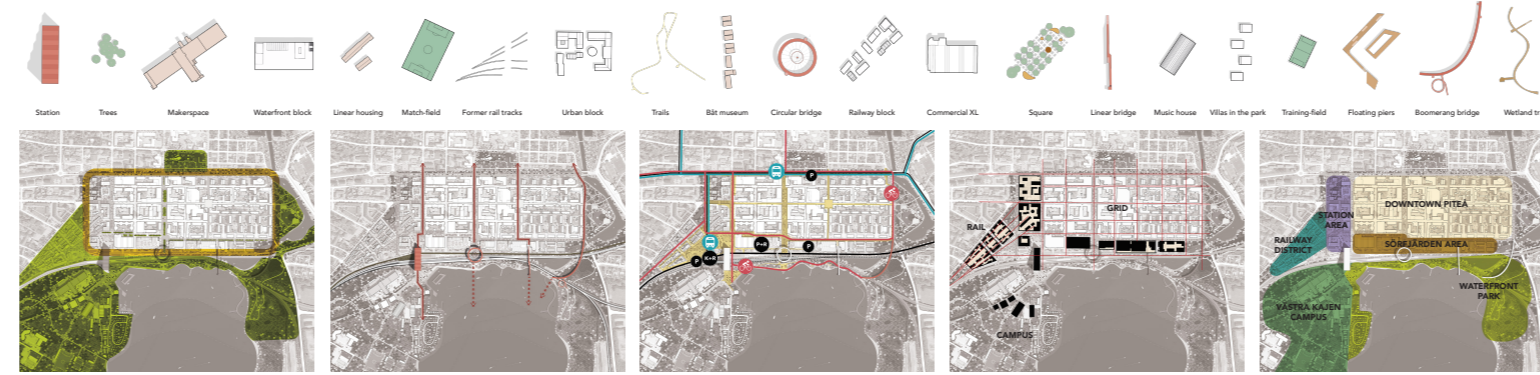 Station
Trees
Makerspace
Waterfront block
Linear housing
Match-field
Former rail tracks
Urban block
Trails
Båt museum
Circular bridge
Railway block
Commercial XL
Square
Linear bridge
Music house
Villas in the park
Training-field
Floating piers
Boomerang bridge
Wetland tr
P
P+R
P
K+R
P
GRID
RAIL
CAMPUS
DOWNTOWN PITEÅ
STATION
AREA
SÖREJÄRDEN AREA
RAILWAY
DISTRICT
WATERFRONT
PARK
VÄSTRA KAJEN
CAMPUS